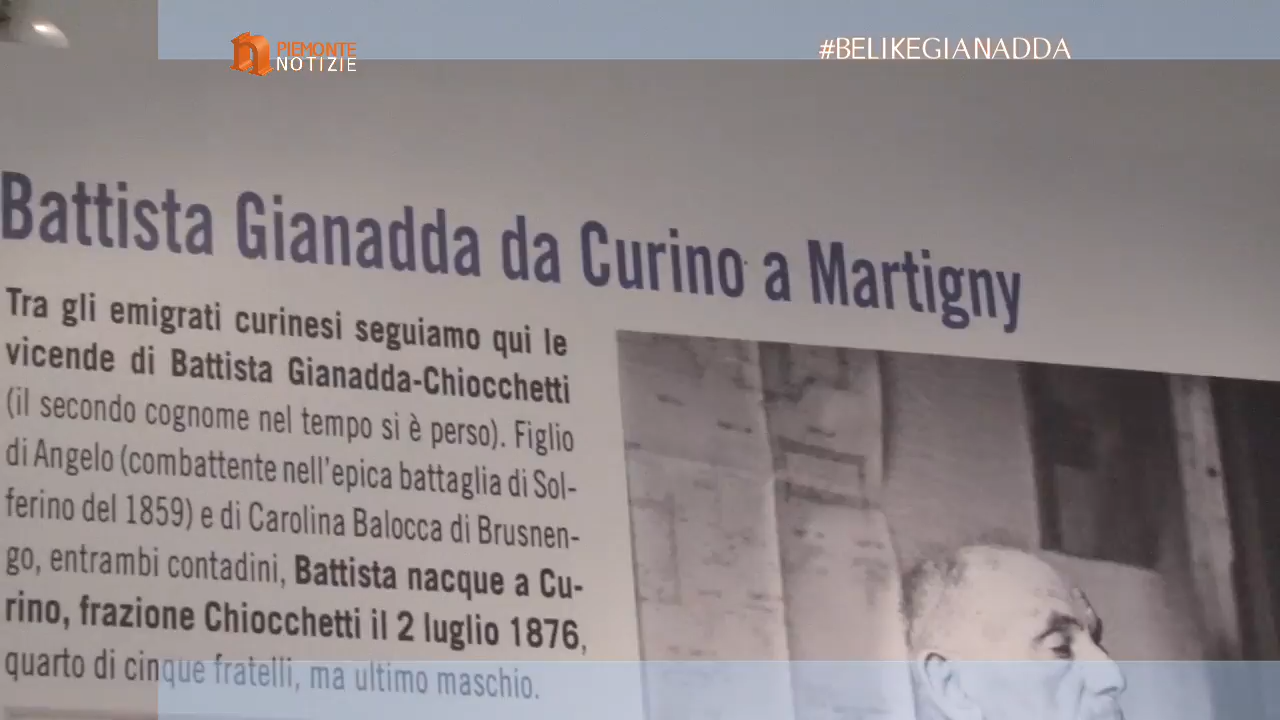 PIEMONTE
NOTIZIE
#BELIKEGIANADDA
Battista Gianadda da Curino a Martigny
Tra gli emigrati curinesi seguiamo qui le
vicende di Battista Gianadda-Chiocchetti
(il secondo cognome nel tempo si è perso). Figlio
di Angelo (combattente nell'epica battaglia di Sol-
ferino del 1859) e di Carolina Balocca di Brusnen-
go, entrambi contadini, Battista nacque a Cu-
rino, frazione Chiocchetti il 2 luglio 1876,
quarto di cinque fratelli, ma ultimo maschio.